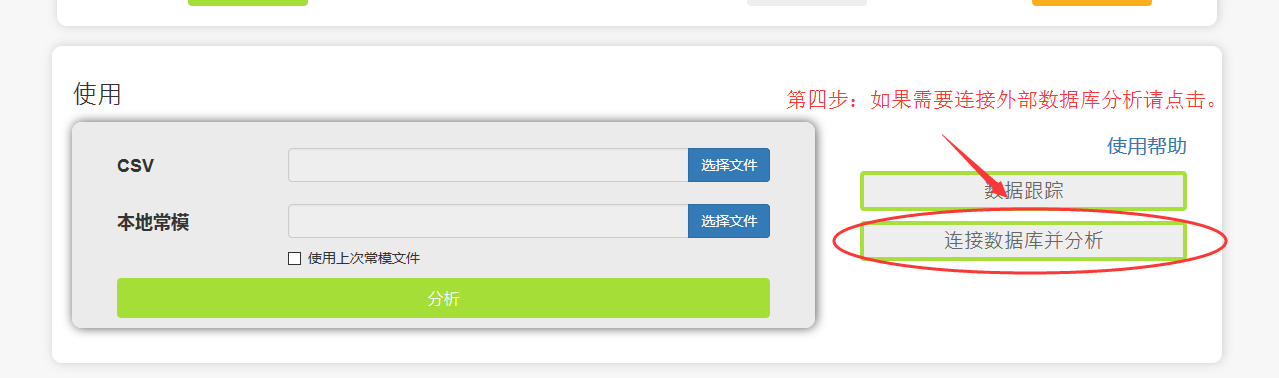 使用
第四步：如果需要连接外部数据库分析请点击。
使用帮助
CSV
选择文件
数据跟踪
本地常模
选择文件
连接数据库并分析
使用上次常模文件
分析